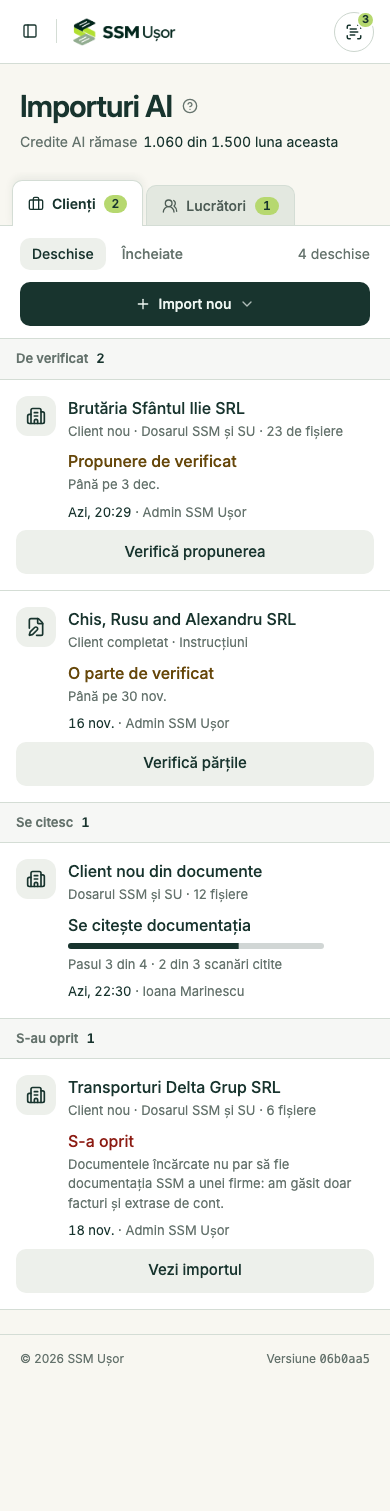 SSM Ușor
3
Importuri AI
Credite AI rămase 1.060 din 1.500 luna aceasta
Clienți 2
Lucrători 1
Deschise
Încheiate
4 deschise
Import nou
De verificat 2
Brutăria Sfântul Ilie SRL
Client nou · Dosarul SSM și SU · 23 de fișiere
Propunere de verificat
Până pe 3 dec.
Azi, 20:29 · Admin SSM Ușor
Verifică propunerea
Chis, Rusu and Alexandru SRL
Client completat · Instrucțiuni
O parte de verificat
Până pe 30 nov.
16 nov. · Admin SSM Ușor
Verifică părțile
Se citesc 1
Client nou din documente
Dosarul SSM și SU · 12 fișiere
Se citește documentația
Pasul 3 din 4 · 2 din 3 scanări citite
Azi, 22:30 · Ioana Marinescu
S-au oprit 1
Transporturi Delta Grup SRL
Client nou · Dosarul SSM și SU · 6 fișiere
S-a oprit
Documentele încărcate nu par să fie
documentația SSM a unei firme: am găsit doar
facturi și extrase de cont.
18 nov. · Admin SSM Ușor
Vezi importul
© 2026 SSM Ușor
Versiune 06b0aa5